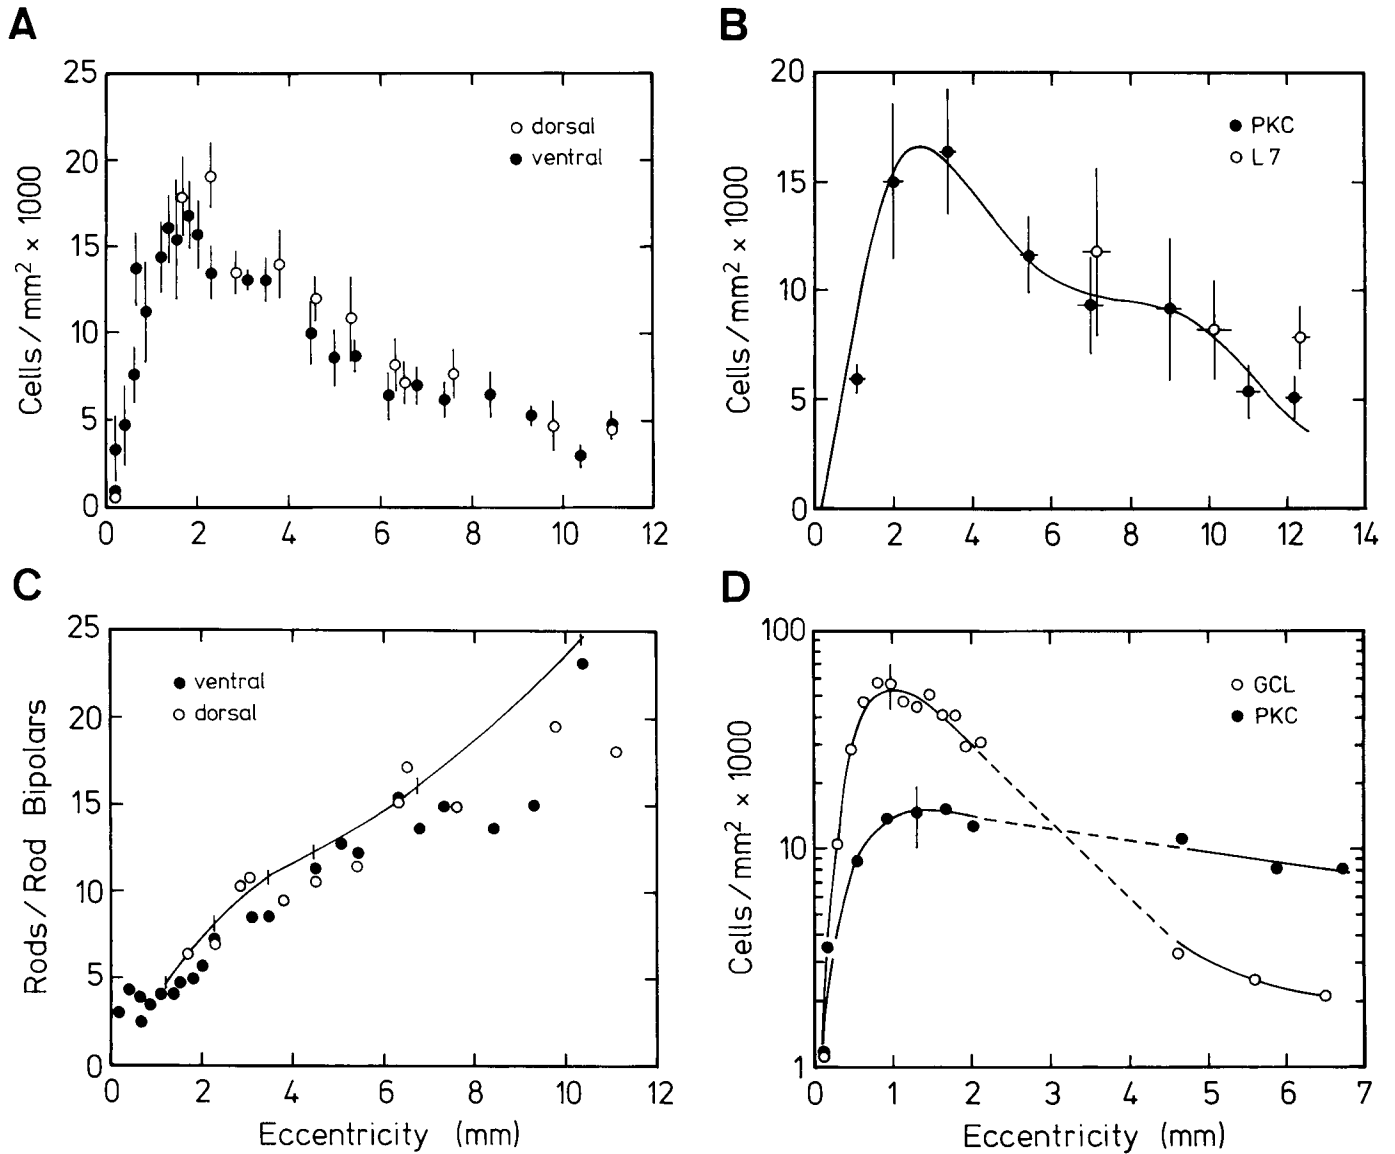 A
25
20
15
10
5
0
Cells/mm² × 1000
dorsal
ventral
0 2 4 6 8 10 12
B
20
15
10
5
0
Cells/mm² × 1000
PKC
L7
0 2 4 6 8 10 12 14
C
25
20
15
10
5
0
Rods/Rod Bipolars
ventral
dorsal
0 2 4 6 8 10 12
Eccentricity (mm)
D
100
10
1
Cells/mm² × 1000
GCL
PKC
0 1 2 3 4 5 6 7
Eccentricity (mm)